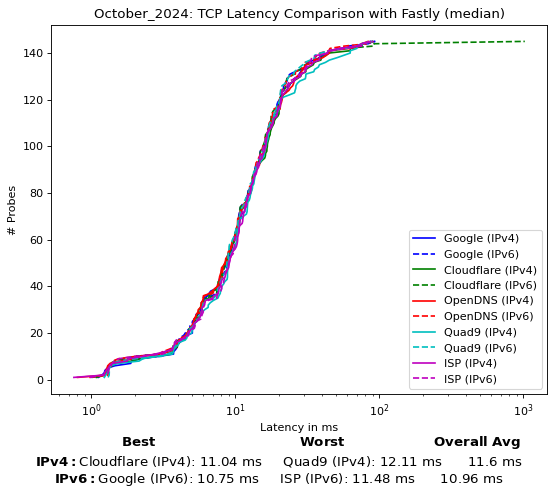 October_2024: TCP Latency Comparison with Fastly (median)
140
120
100
80
60
40
20
0
# Probes
Google (IPv4)
Google (IPv6)
Cloudflare (IPv4)
Cloudflare (IPv6)
OpenDNS (IPv4)
OpenDNS (IPv6)
Quad9 (IPv4)
Quad9 (IPv6)
ISP (IPv4)
ISP (IPv6)
10⁰ 10¹ 10² 10³
Latency in ms
Best Worst Overall Avg
IPv4: Cloudflare (IPv4): 11.04 ms Quad9 (IPv4): 12.11 ms 11.6 ms
IPv6: Google (IPv6): 10.75 ms ISP (IPv6): 11.48 ms 10.96 ms